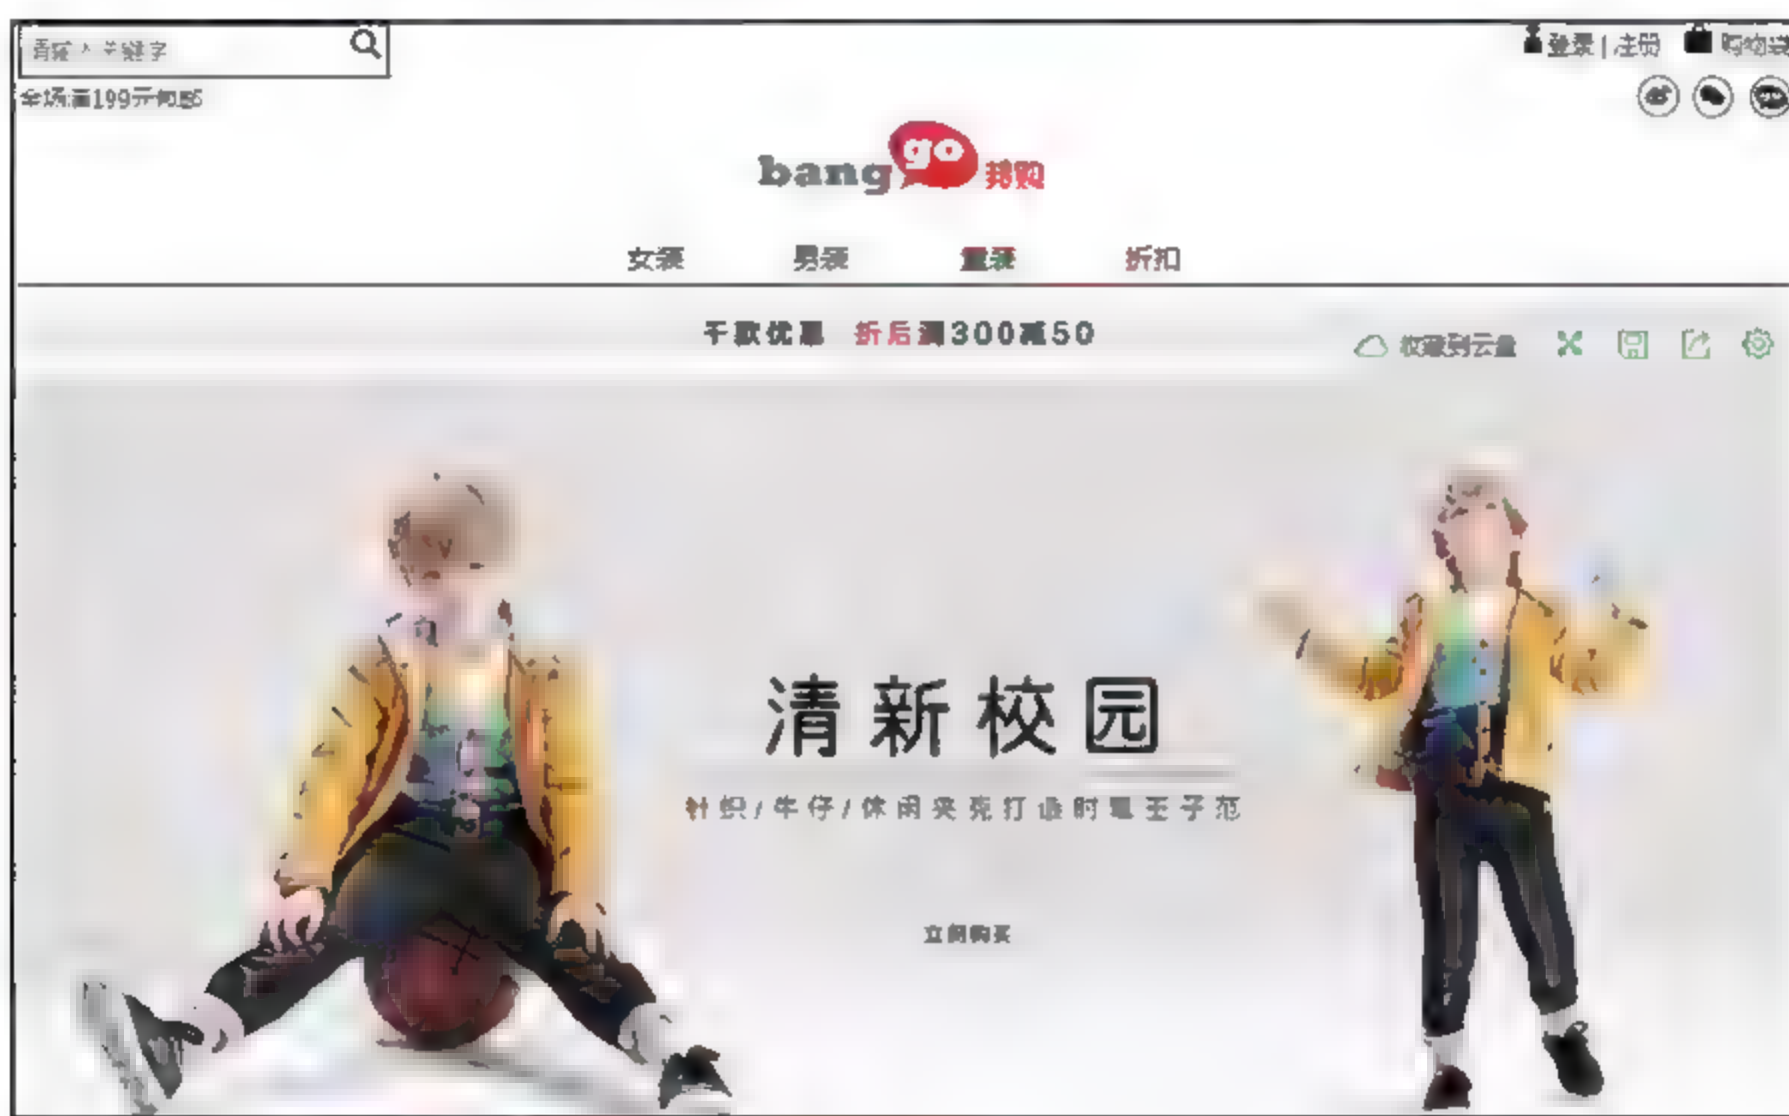 请输入关键字
登录 | 注册 购物袋
全场满199元包邮
bang go 邦购
女装 男装 童装 折扣
千款优惠 折后满300减50
收藏到云盘
清新校园
针织/牛仔/休闲夹克打造时髦王子范
立即购买